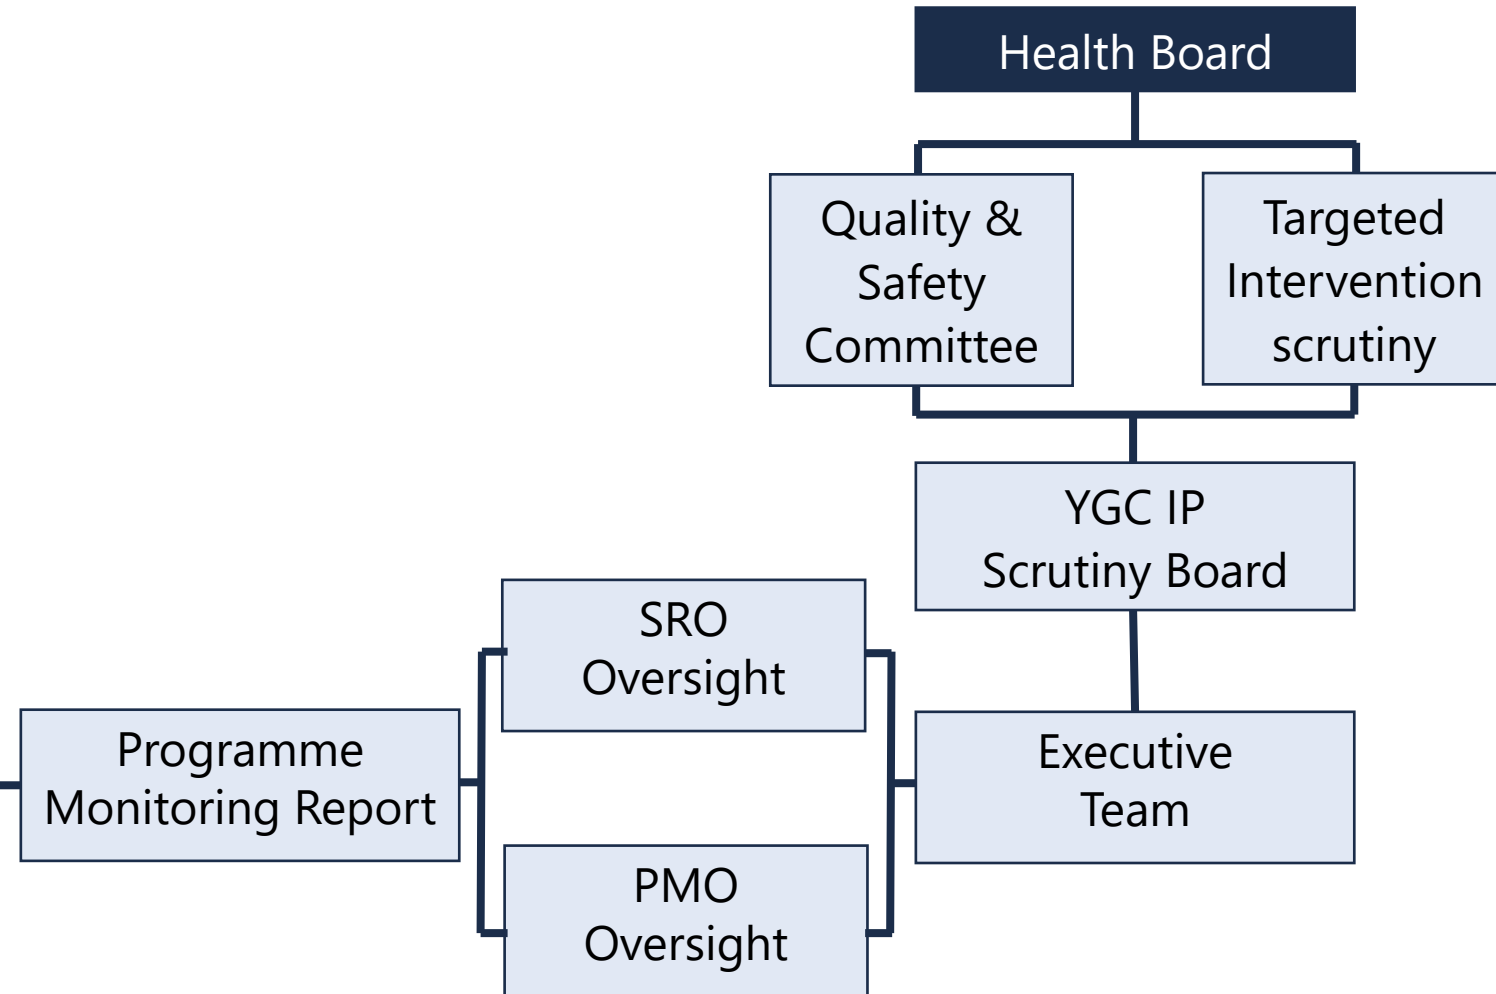 Health Board
Quality &
Safety
Committee
Targeted
Intervention
scrutiny
YGC IP
Scrutiny Board
SRO
Oversight
Programme
Monitoring Report
Executive
Team
PMO
Oversight